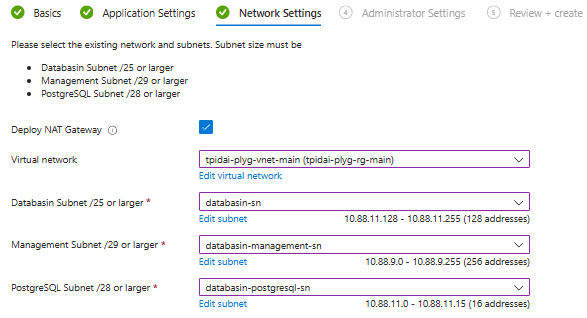 Basics
Application Settings
Network Settings
4 Administrator Settings
5 Review + create
Please select the existing network and subnets. Subnet size must be
• Databasin Subnet /25 or larger
• Management Subnet /29 or larger
• PostgreSQL Subnet /28 or larger
Deploy NAT Gateway
Virtual network
tpidai-plyg-vnet-main (tpidai-plyg-rg-main)
Edit virtual network
Databasin Subnet /25 or larger *
databasin-sn
Edit subnet
10.88.11.128 - 10.88.11.255 (128 addresses)
Management Subnet /29 or larger *
databasin-management-sn
Edit subnet
10.88.9.0 - 10.88.9.255 (256 addresses)
PostgreSQL Subnet /28 or larger *
databasin-postgresql-sn
Edit subnet
10.88.11.0 - 10.88.11.15 (16 addresses)